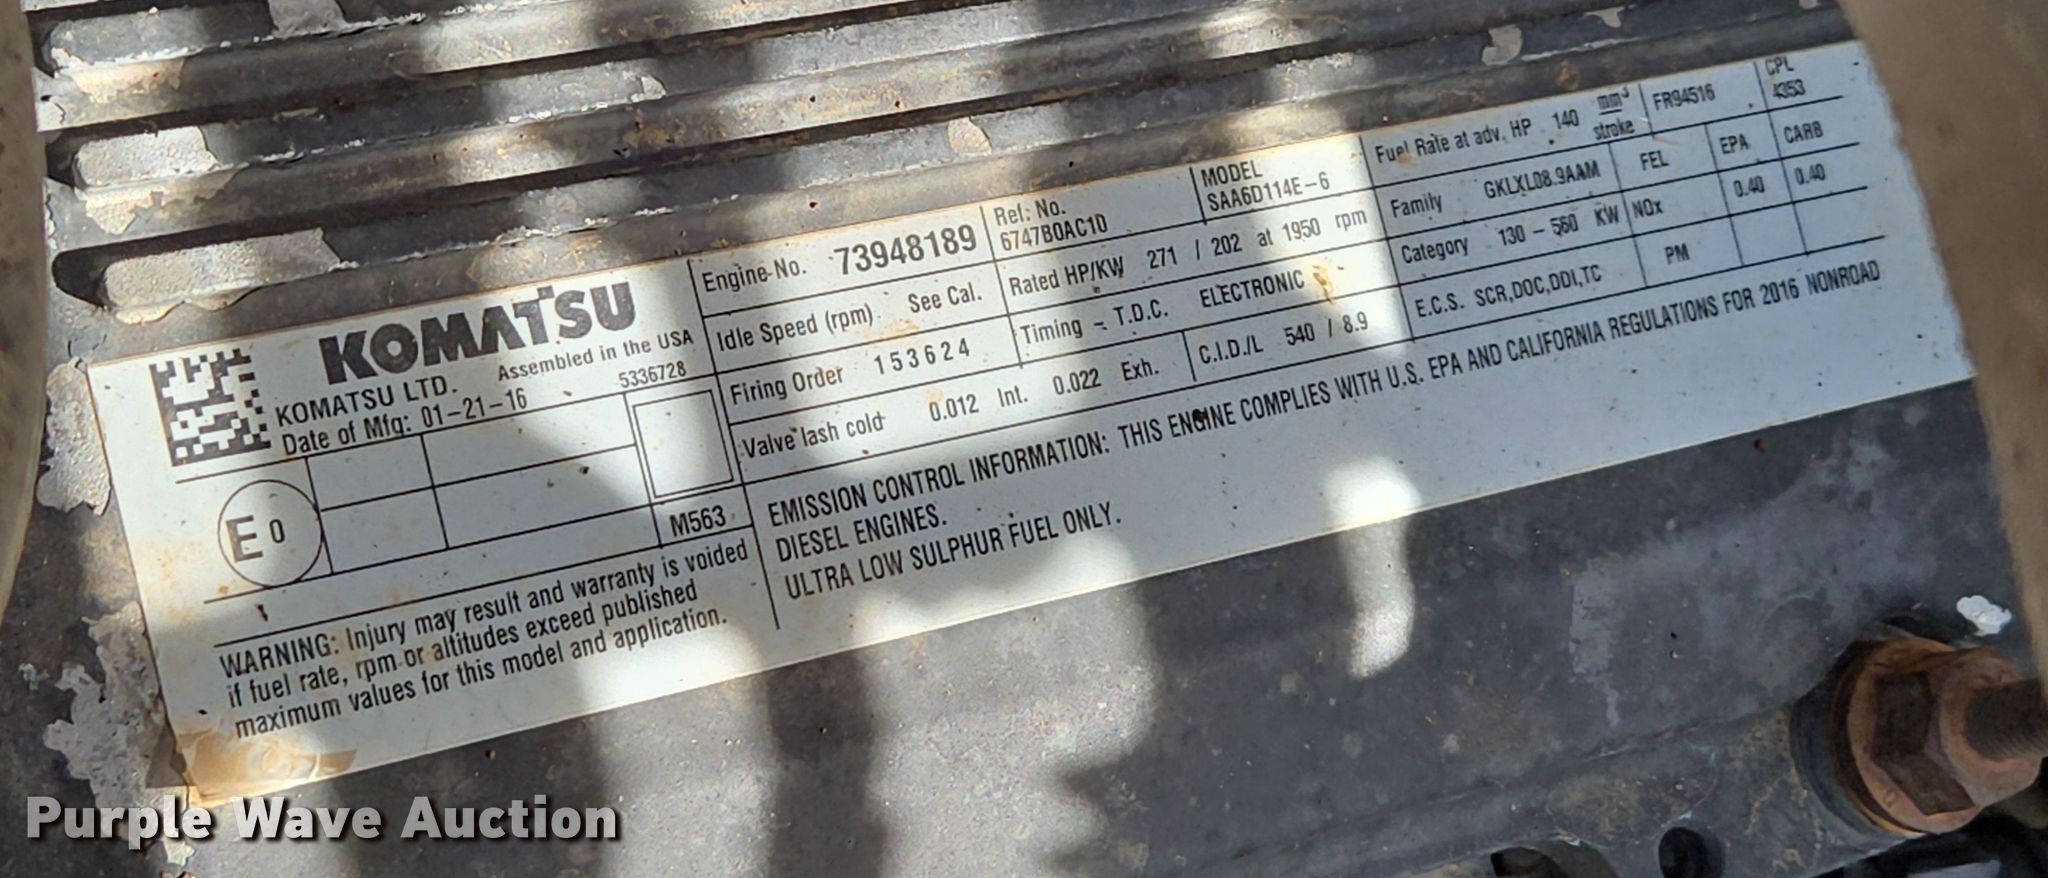 KOMATSU
KOMATSU LTD. Assembled in the USA
Date of Mfg: 01-21-16 5336728
E 0
M563
WARNING: Injury may result and warranty is voided
if fuel rate, rpm or altitudes exceed published
maximum values for this model and application.
Engine No. 73948189
Ref: No.
6747B0AC10
MODEL
SAA6D114E-6
Fuel Rate at adv. HP 140 mm³
stroke
FR94516
CPL
4353
Idle Speed (rpm) See Cal.
Rated HP/KW 271 / 202 at 1950 rpm
Family GKLXL08.9AAM
FEL EPA CARB
Firing Order 153624
Timing - T.D.C. ELECTRONIC
Category 130 - 560 KW
NOx 0.40 0.40
Valve lash cold 0.012 Int. 0.022 Exh.
C.I.D./L 540 / 8.9
E.C.S. SCR,DOC,DDI,TC
PM
EMISSION CONTROL INFORMATION: THIS ENGINE COMPLIES WITH U.S. EPA AND CALIFORNIA REGULATIONS FOR 2016 NONROAD
DIESEL ENGINES.
ULTRA LOW SULPHUR FUEL ONLY.
Purple Wave Auction